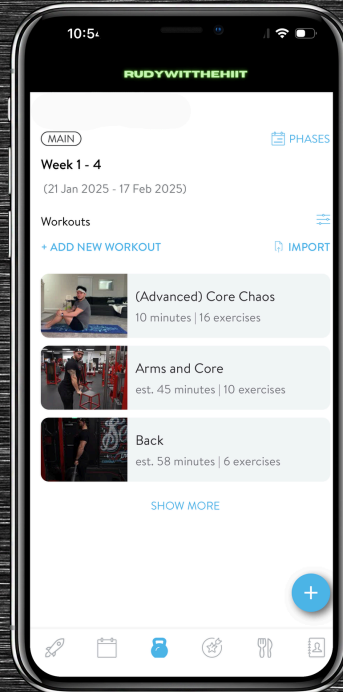 10:54
RUDYWITTHEHIIT
MAIN
PHASES
Week 1 - 4
(21 Jan 2025 - 17 Feb 2025)
Workouts
+ ADD NEW WORKOUT
IMPORT
(Advanced) Core Chaos
10 minutes | 16 exercises
Arms and Core
est. 45 minutes | 10 exercises
Back
est. 58 minutes | 6 exercises
SHOW MORE
+